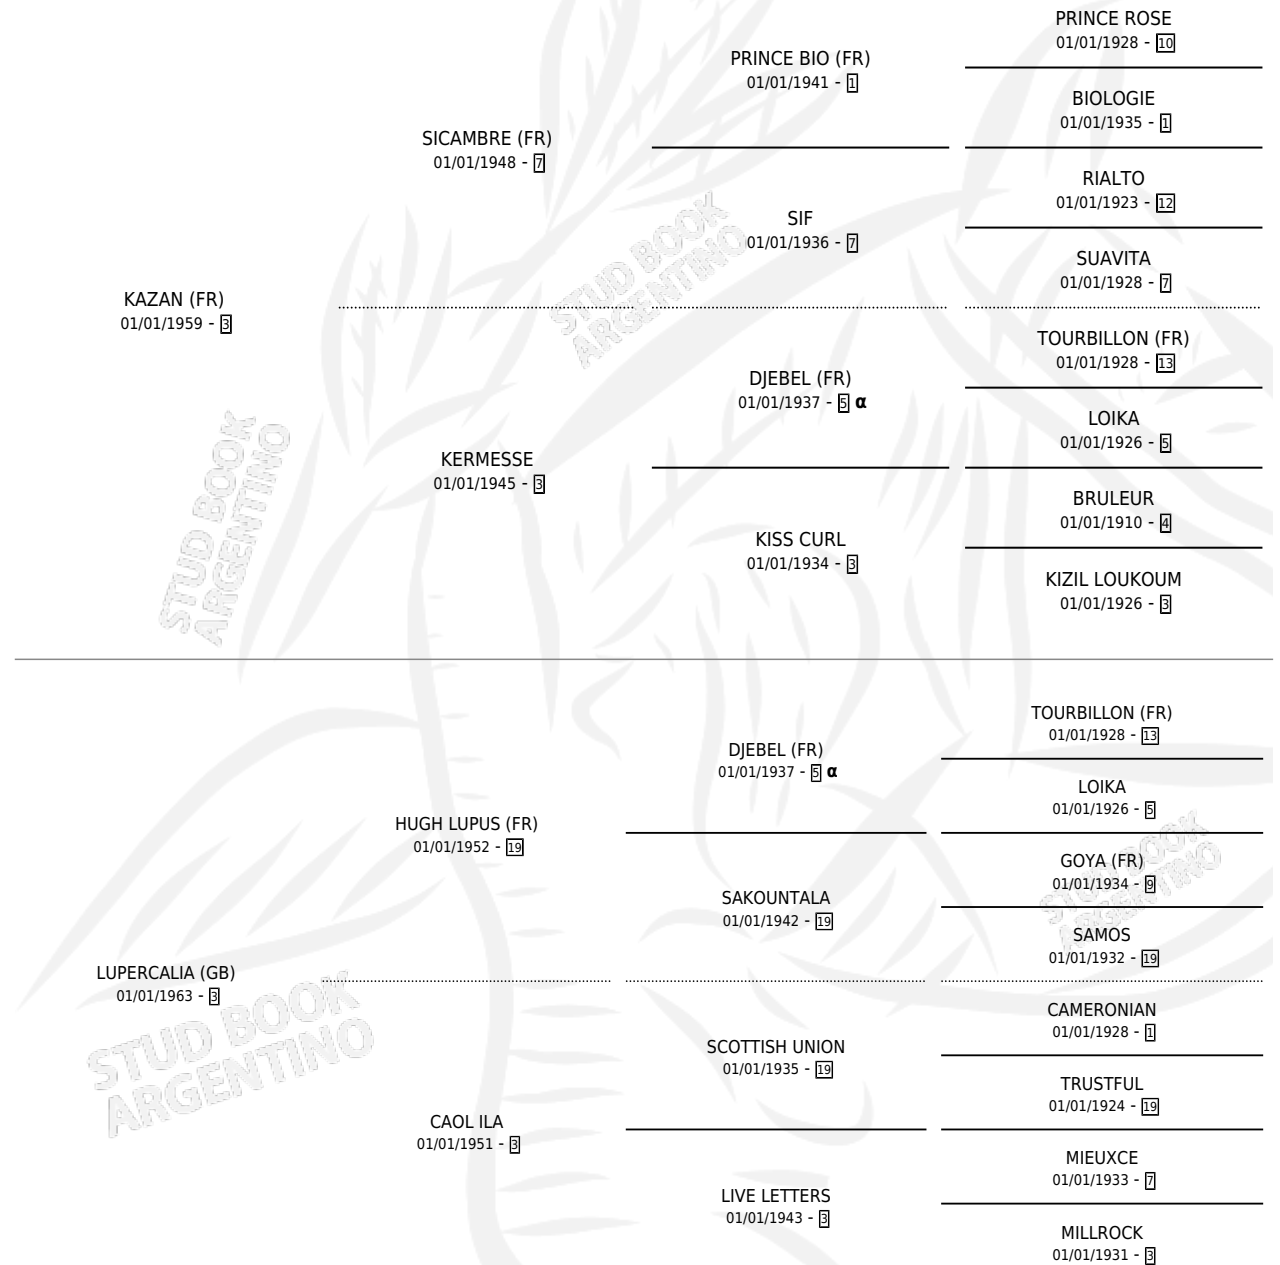 PRINCE ROSE
01/01/1928 - 10
PRINCE BIO (FR)
01/01/1941 - 1
BIOLOGIE
01/01/1935 - 1
SICAMBRE (FR)
01/01/1948 - 7
RIALTO
01/01/1923 - 12
SIF
01/01/1936 - 7
SUAVITA
01/01/1928 - 7
KAZAN (FR)
01/01/1959 - 3
TOURBILLON (FR)
01/01/1928 - 13
DJEBEL (FR)
01/01/1937 - 5 α
LOIKA
01/01/1926 - 5
KERMESSE
01/01/1945 - 3
BRULEUR
01/01/1910 - 4
KISS CURL
01/01/1934 - 3
KIZIL LOUKOUM
01/01/1926 - 3
TOURBILLON (FR)
01/01/1928 - 13
DJEBEL (FR)
01/01/1937 - 5 α
LOIKA
01/01/1926 - 5
HUGH LUPUS (FR)
01/01/1952 - 19
GOYA (FR)
01/01/1934 - 9
SAKOUNTALA
01/01/1942 - 19
SAMOS
01/01/1932 - 19
LUPERCALIA (GB)
01/01/1963 - 3
CAMERONIAN
01/01/1928 - 1
SCOTTISH UNION
01/01/1935 - 19
TRUSTFUL
01/01/1924 - 19
CAOL ILA
01/01/1951 - 3
MIEUXCE
01/01/1933 - 7
LIVE LETTERS
01/01/1943 - 3
MILLROCK
01/01/1931 - 3
STUD BOOK
ARGENTINO
STUD BOOK
ARGENTINO
STUD BOOK
ARGENTINO
STUD BOOK
ARGENTINO